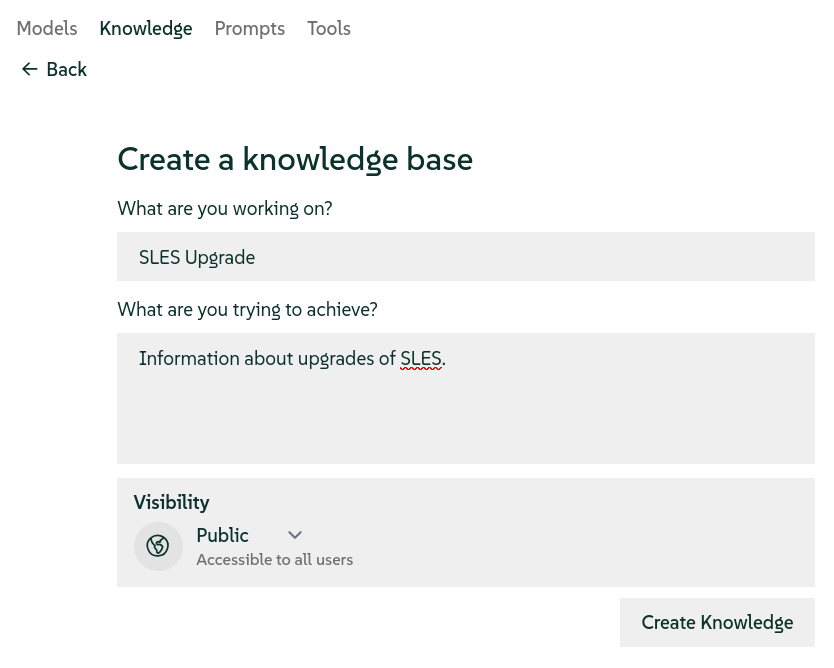 Models Knowledge Prompts Tools
← Back
Create a knowledge base
What are you working on?
SLES Upgrade
What are you trying to achieve?
Information about upgrades of SLES.
Visibility
Public
Accessible to all users
Create Knowledge